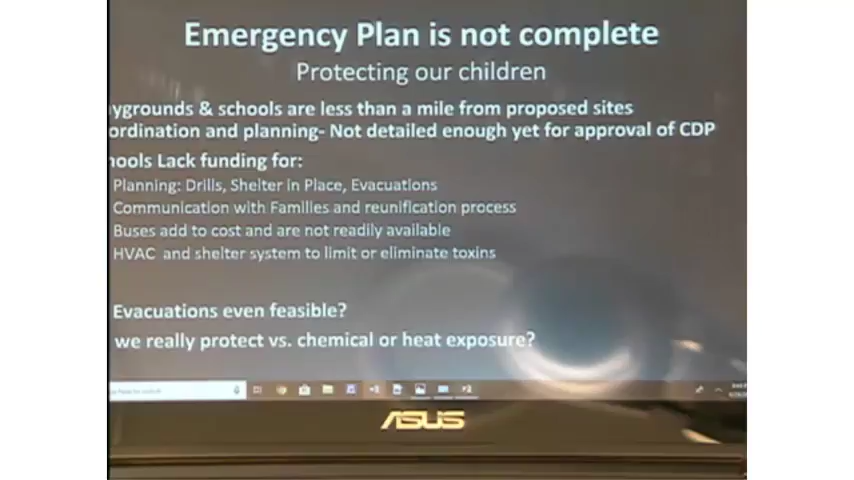 Emergency Plan is not complete
Protecting our children
ygrounds & schools are less than a mile from proposed sites
ordination and planning- Not detailed enough yet for approval of CDP
ools Lack funding for:
Planning: Drills, Shelter in Place, Evacuations
Communication with Families and reunification process
Buses add to cost and are not readily available
HVAC and shelter system to limit or eliminate toxins
Evacuations even feasible?
we really protect vs. chemical or heat exposure?
ASUS